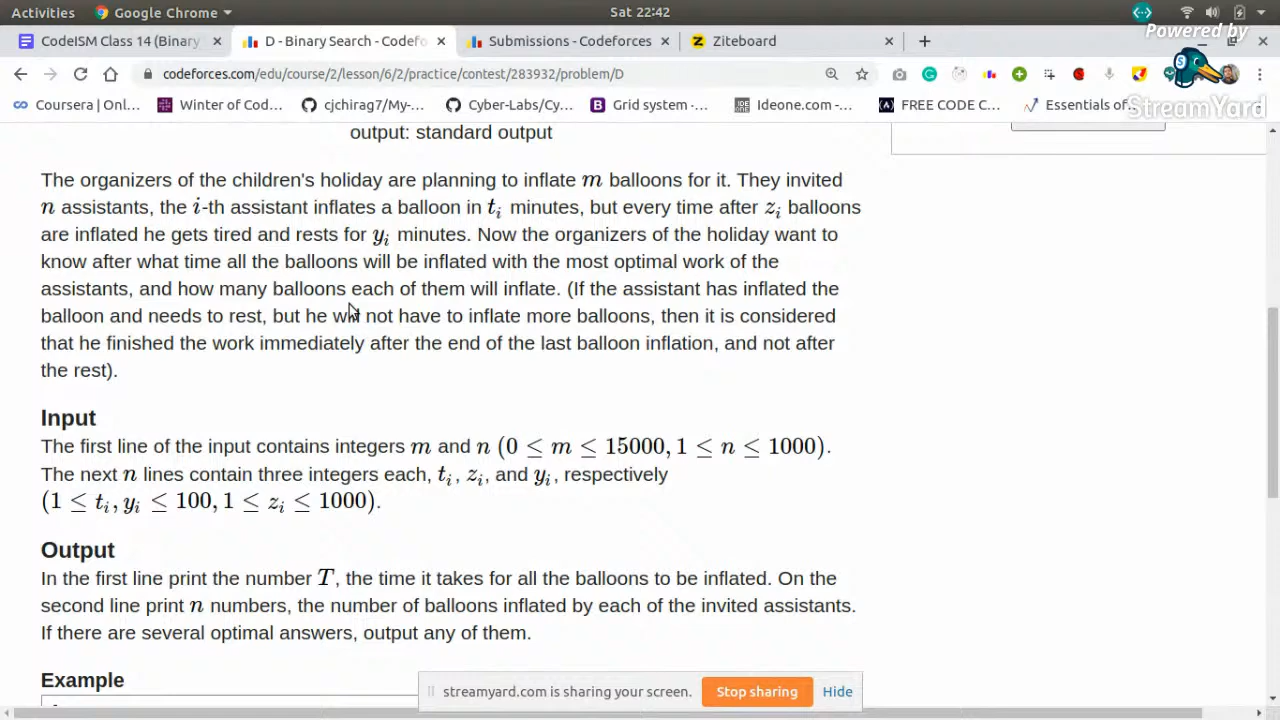 Activities Google Chrome Sat 22:42
Powered by
StreamYard
CodeISM Class 14 (Binary D - Binary Search - Codefo Submissions - Codeforces Ziteboard
codeforces.com/edu/course/2/lesson/6/2/practice/contest/283932/problem/D
Coursera | Onl... Winter of Cod... cjchirag7/My-... Cyber-Labs/Cy... Grid system -... Ideone.com -... FREE CODE C... Essentials of
output: standard output
The organizers of the children's holiday are planning to inflate m balloons for it. They invited
n assistants, the i-th assistant inflates a balloon in tᵢ minutes, but every time after zᵢ balloons
are inflated he gets tired and rests for yᵢ minutes. Now the organizers of the holiday want to
know after what time all the balloons will be inflated with the most optimal work of the
assistants, and how many balloons each of them will inflate. (If the assistant has inflated the
balloon and needs to rest, but he will not have to inflate more balloons, then it is considered
that he finished the work immediately after the end of the last balloon inflation, and not after
the rest).
Input
The first line of the input contains integers m and n (0 ≤ m ≤ 15000, 1 ≤ n ≤ 1000).
The next n lines contain three integers each, tᵢ, zᵢ, and yᵢ, respectively
(1 ≤ tᵢ, yᵢ ≤ 100, 1 ≤ zᵢ ≤ 1000).
Output
In the first line print the number T, the time it takes for all the balloons to be inflated. On the
second line print n numbers, the number of balloons inflated by each of the invited assistants.
If there are several optimal answers, output any of them.
Example
streamyard.com is sharing your screen. Stop sharing Hide